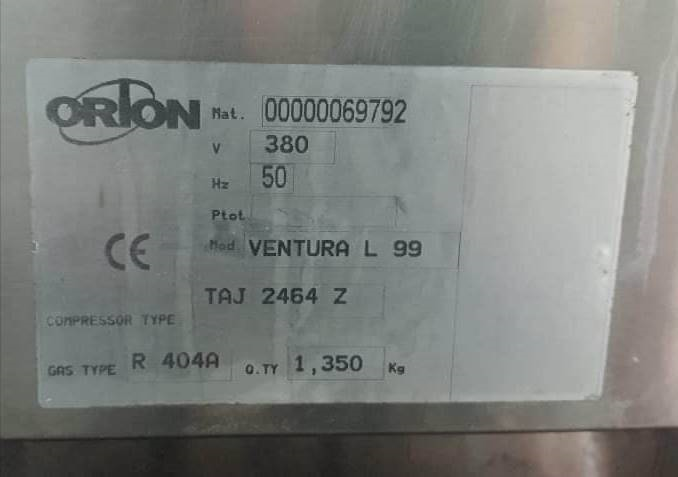 ORION Mat. 00000069792
V 380
Hz 50
Ptot
CE Mod. VENTURA L 99
TAJ 2464 Z
COMPRESSOR TYPE
GAS TYPE R 404A Q.TY 1,350 Kg